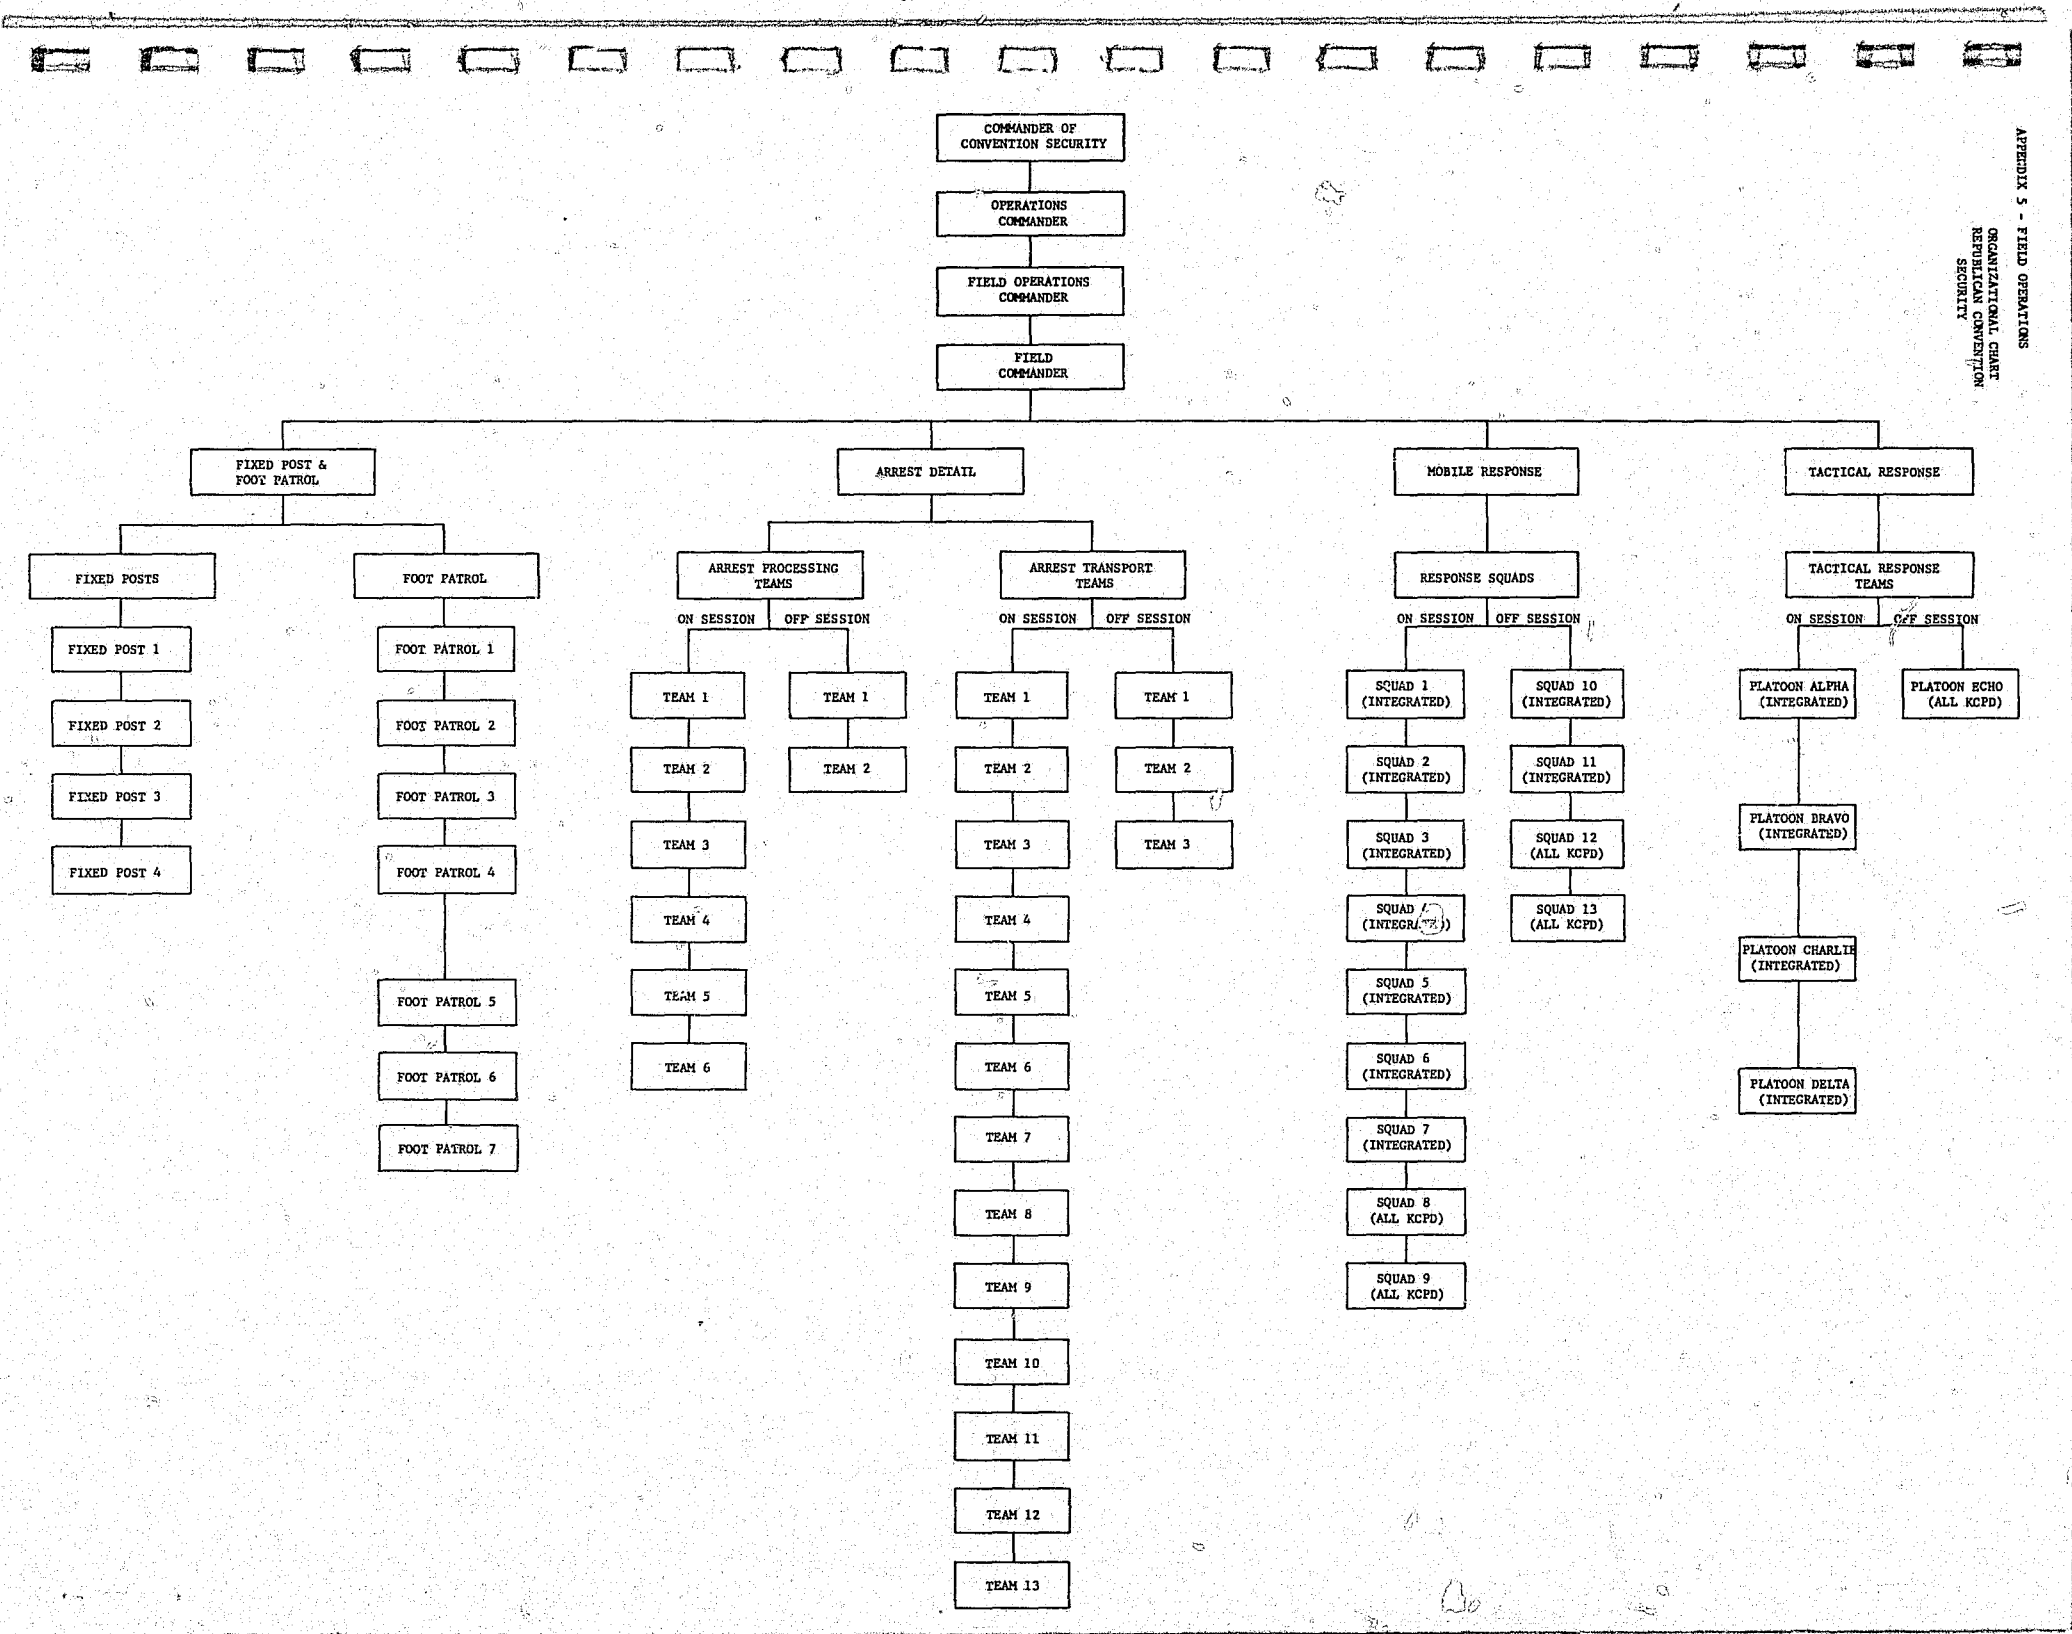 APPENDIX 5 - FIELD OPERATIONS
ORGANIZATIONAL CHART
REPUBLICAN CONVENTION
SECURITY
COMMANDER OF
CONVENTION SECURITY
OPERATIONS
COMMANDER
FIELD OPERATIONS
COMMANDER
FIELD
COMMANDER
FIXED POST &
FOOT PATROL
FIXED POSTS
FIXED POST 1
FIXED POST 2
FIXED POST 3
FIXED POST 4
FOOT PATROL
FOOT PATROL 1
FOOT PATROL 2
FOOT PATROL 3
FOOT PATROL 4
FOOT PATROL 5
FOOT PATROL 6
FOOT PATROL 7
ARREST DETAIL
ARREST PROCESSING
TEAMS
ON SESSION
TEAM 1
TEAM 2
TEAM 3
TEAM 4
TEAM 5
TEAM 6
OFF SESSION
TEAM 1
TEAM 2
ARREST TRANSPORT
TEAMS
ON SESSION
TEAM 1
TEAM 2
TEAM 3
TEAM 4
TEAM 5
TEAM 6
TEAM 7
TEAM 8
TEAM 9
TEAM 10
TEAM 11
TEAM 12
TEAM 13
OFF SESSION
TEAM 1
TEAM 2
TEAM 3
MOBILE RESPONSE
RESPONSE SQUADS
ON SESSION
SQUAD 1
(INTEGRATED)
SQUAD 2
(INTEGRATED)
SQUAD 3
(INTEGRATED)
SQUAD
SQUAD 5
(INTEGRATED)
SQUAD 6
(INTEGRATED)
SQUAD 7
(INTEGRATED)
SQUAD 8
(ALL KCPD)
SQUAD 9
(ALL KCPD)
OFF SESSION
SQUAD 10
(INTEGRATED)
SQUAD 11
(INTEGRATED)
SQUAD 12
(ALL KCPD)
SQUAD 13
(ALL KCPD)
TACTICAL RESPONSE
TACTICAL RESPONSE
TEAMS
ON SESSION
PLATOON ALPHA
(INTEGRATED)
PLATOON BRAVO
(INTEGRATED)
PLATOON CHARLIE
(INTEGRATED)
PLATOON DELTA
(INTEGRATED)
OFF SESSION
PLATOON ECHO
(ALL KCPD)